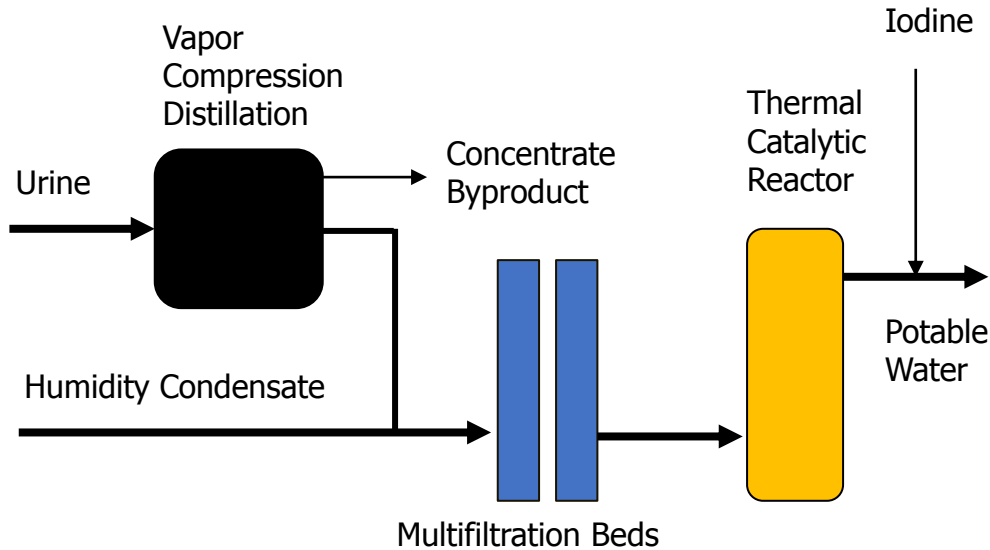 Vapor
Compression
Distillation
Iodine
Thermal
Catalytic
Reactor
Concentrate
Byproduct
Urine
Potable
Water
Humidity Condensate
Multifiltration Beds